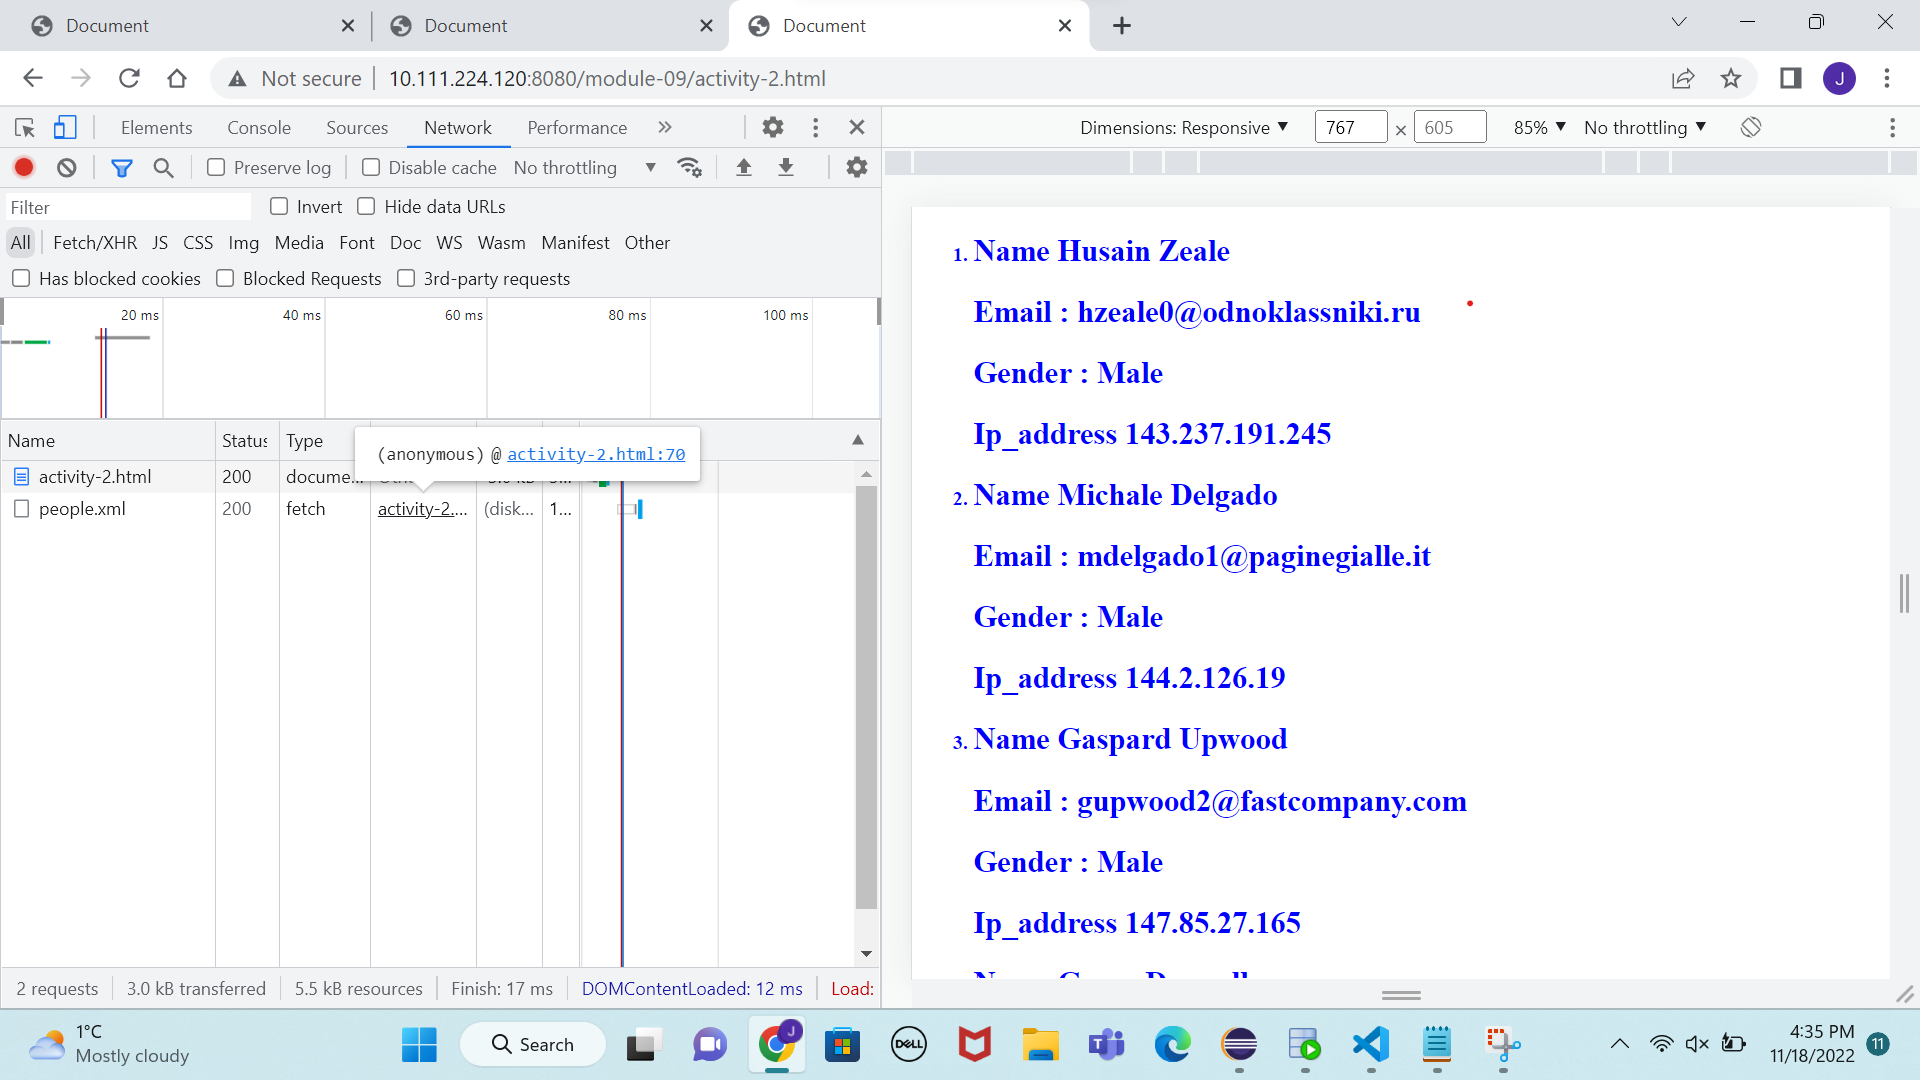 Document
Document
Document
Not secure
10.111.224.120:8080/module-09/activity-2.html
J
Elements Console Sources Network Performance
Dimensions: Responsive 767 × 605 85% No throttling
Preserve log Disable cache No throttling
Filter Invert Hide data URLs
All Fetch/XHR JS CSS Img Media Font Doc WS Wasm Manifest Other
Has blocked cookies Blocked Requests 3rd-party requests
20 ms 40 ms 60 ms 80 ms 100 ms
Name Status Type
(anonymous) @ activity-2.html:70
activity-2.html 200 docume...
people.xml 200 fetch activity-2.... (disk... 1...
2 requests 3.0 kB transferred 5.5 kB resources Finish: 17 ms DOMContentLoaded: 12 ms Load:
1. Name Husain Zeale
Email : hzeale0@odnoklassniki.ru
Gender : Male
Ip_address 143.237.191.245
2. Name Michale Delgado
Email : mdelgado1@paginegialle.it
Gender : Male
Ip_address 144.2.126.19
3. Name Gaspard Upwood
Email : gupwood2@fastcompany.com
Gender : Male
Ip_address 147.85.27.165
1°C
Mostly cloudy
Search
J
DELL
4:35 PM
11/18/2022
11